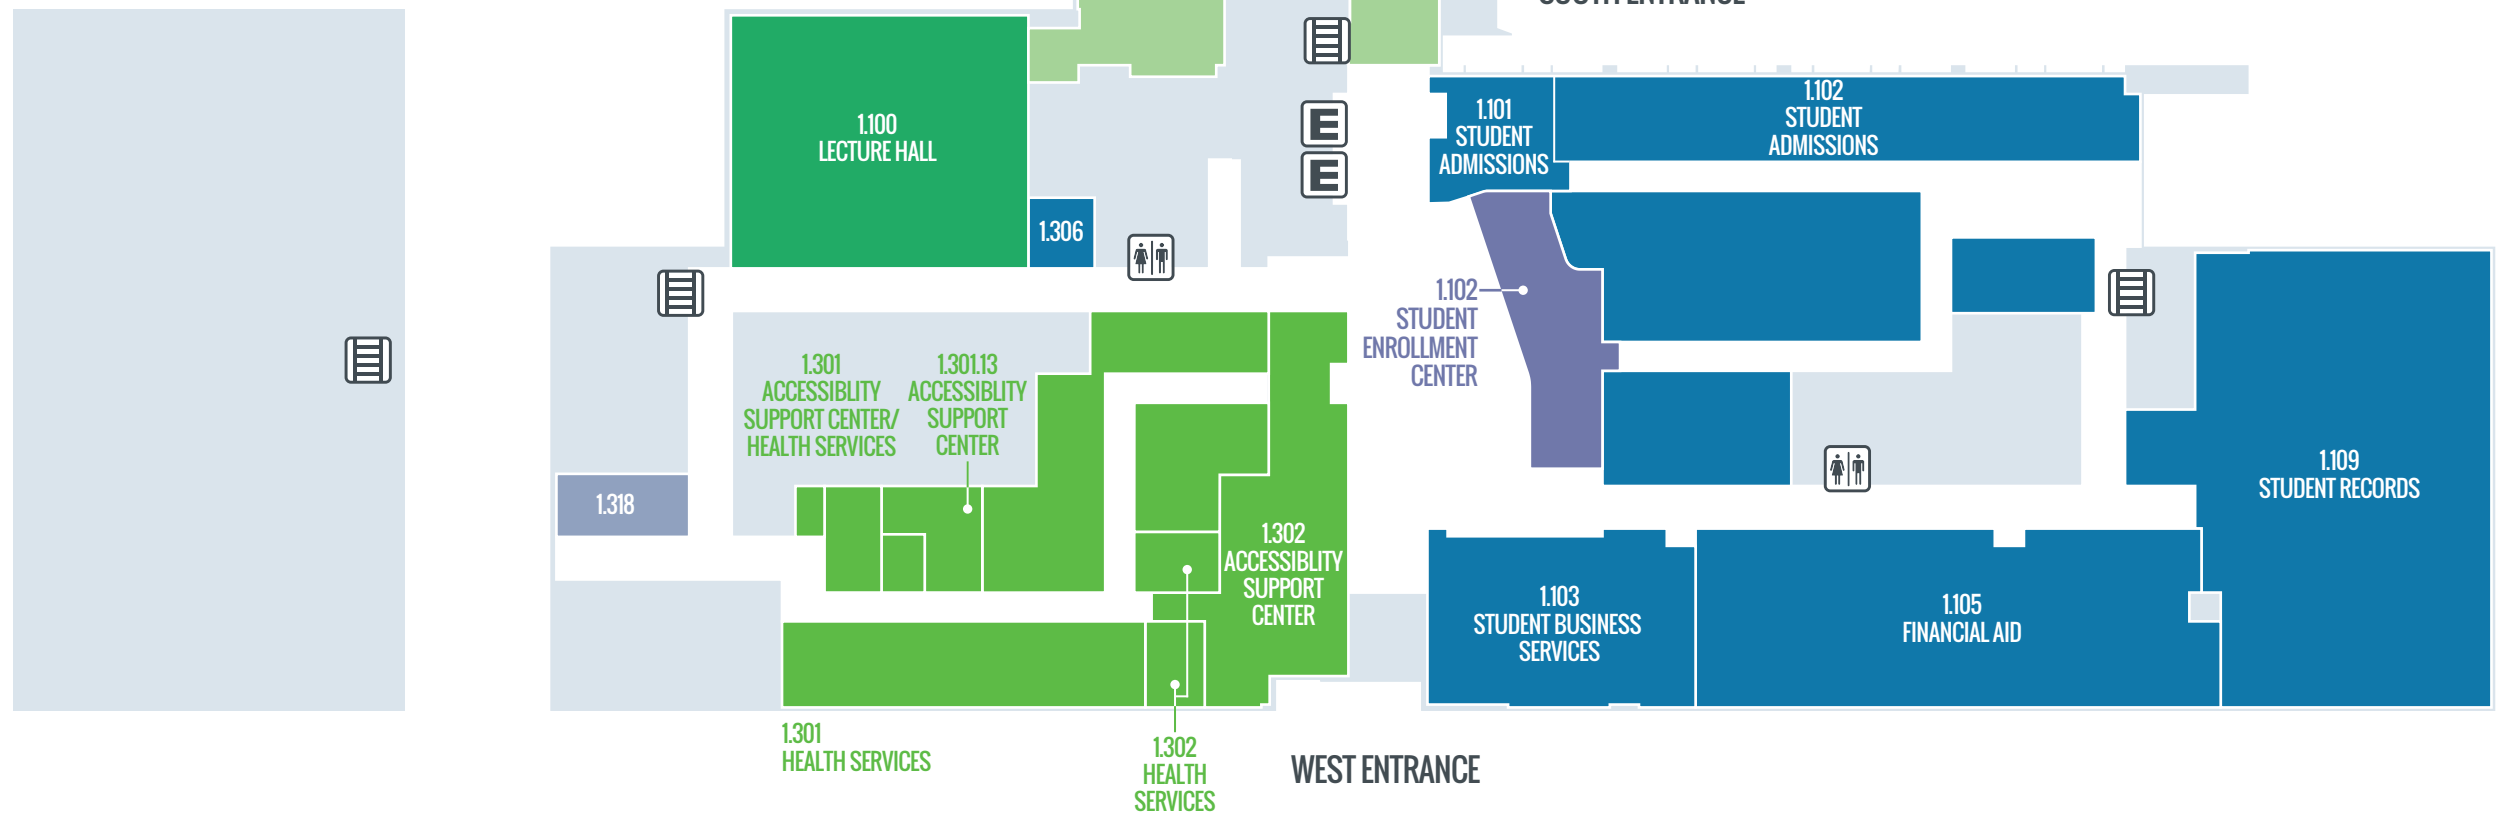 SOUTH ENTRANCE
1.100
LECTURE HALL
1.101
STUDENT
ADMISSIONS
1.102
STUDENT
ADMISSIONS
E
E
1.306
1.102
STUDENT
ENROLLMENT
CENTER
1.301
ACCESSIBLITY
SUPPORT CENTER/
HEALTH SERVICES
1.301.13
ACCESSIBLITY
SUPPORT
CENTER
1.109
STUDENT RECORDS
1.318
1.302
ACCESSIBLITY
SUPPORT
CENTER
1.103
STUDENT BUSINESS
SERVICES
1.105
FINANCIAL AID
1.301
HEALTH SERVICES
1.302
HEALTH
SERVICES
WEST ENTRANCE